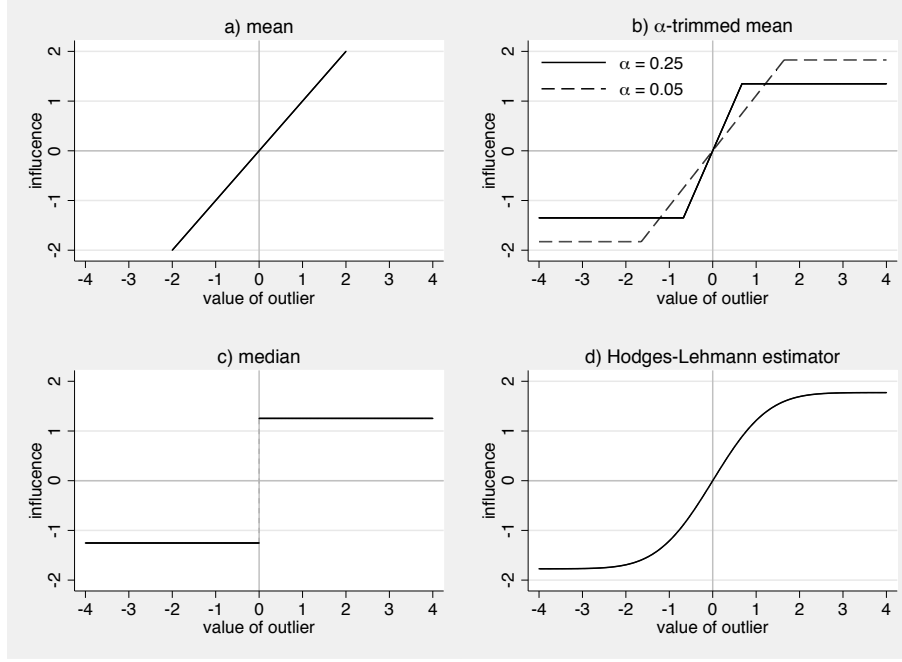 a) mean
2
1
0
-1
-2
influcence
-4 -3 -2 -1 0 1 2 3 4
value of outlier
b) α-trimmed mean
α = 0.25
α = 0.05
2
1
0
-1
-2
influcence
-4 -3 -2 -1 0 1 2 3 4
value of outlier
c) median
2
1
0
-1
-2
influcence
-4 -3 -2 -1 0 1 2 3 4
value of outlier
d) Hodges-Lehmann estimator
2
1
0
-1
-2
influcence
-4 -3 -2 -1 0 1 2 3 4
value of outlier